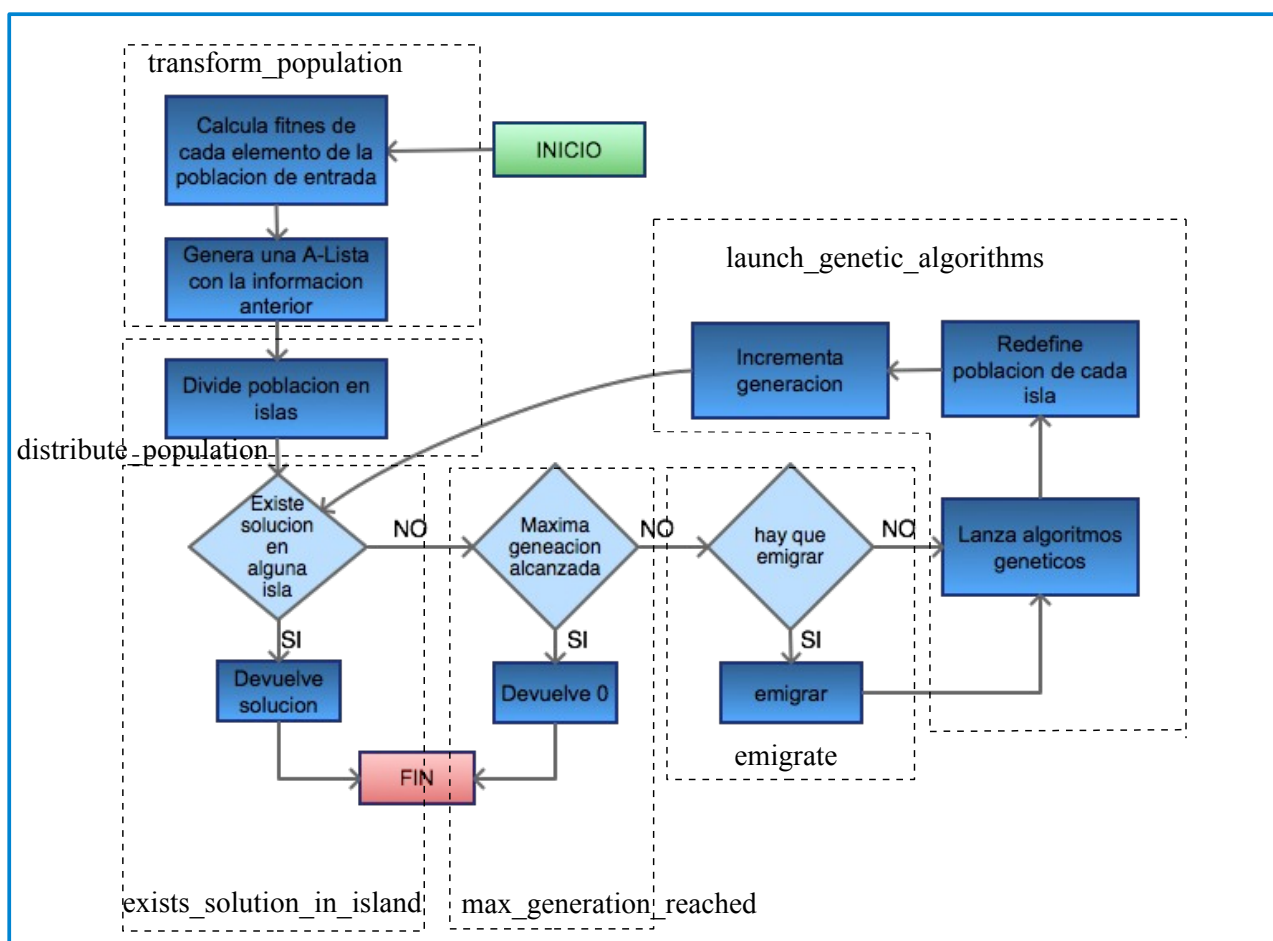 transform_population
Calcula fitnes de
cada elemento de la
poblacion de entrada
INICIO
Genera una A-Lista
con la informacion
anterior
launch_genetic_algorithms
Divide poblacion en
islas
Incrementa
generacion
Redefine
poblacion de cada
isla
distribute_population
Existe
solucion
en
alguna
isla
NO
Maxima
geneacion
alcanzada
NO
hay que
emigrar
NO
Lanza algoritmos
geneticos
SI
SI
SI
Devuelve
solucion
Devuelve 0
emigrar
emigrate
FIN
exists_solution_in_island
max_generation_reached